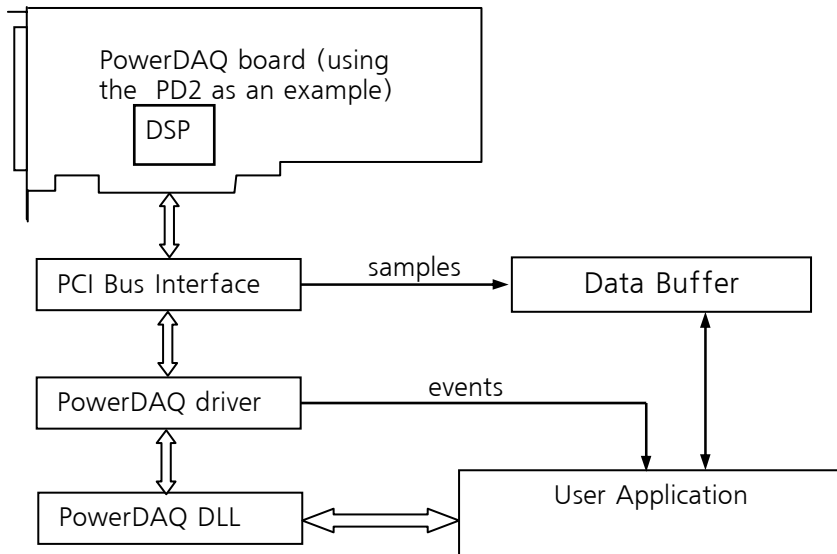 PowerDAQ board (using
the PD2 as an example)
DSP
PCI Bus Interface
samples
Data Buffer
PowerDAQ driver
events
PowerDAQ DLL
User Application